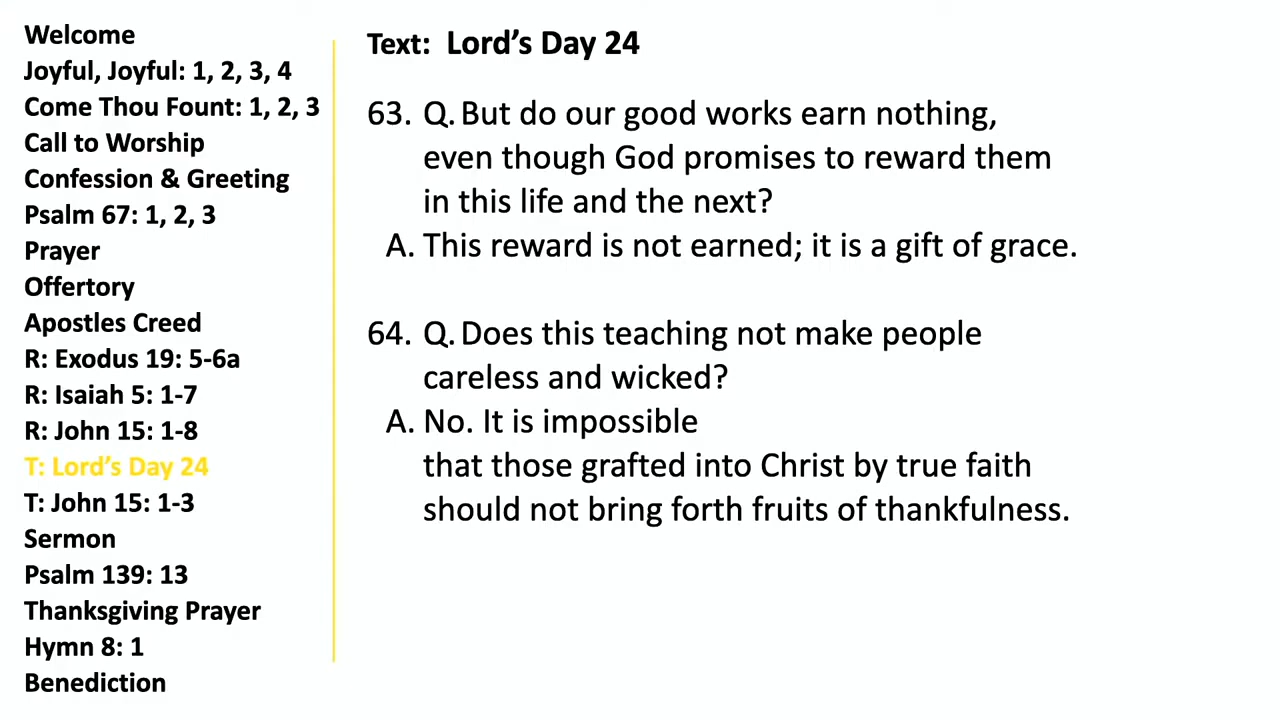 Welcome
Joyful, Joyful: 1, 2, 3, 4
Come Thou Fount: 1, 2, 3
Call to Worship
Confession & Greeting
Psalm 67: 1, 2, 3
Prayer
Offertory
Apostles Creed
R: Exodus 19: 5-6a
R: Isaiah 5: 1-7
R: John 15: 1-8
T: Lord’s Day 24
T: John 15: 1-3
Sermon
Psalm 139: 13
Thanksgiving Prayer
Hymn 8: 1
Benediction
Text: Lord’s Day 24
63. Q. But do our good works earn nothing,
even though God promises to reward them
in this life and the next?
A. This reward is not earned; it is a gift of grace.
64. Q. Does this teaching not make people
careless and wicked?
A. No. It is impossible
that those grafted into Christ by true faith
should not bring forth fruits of thankfulness.